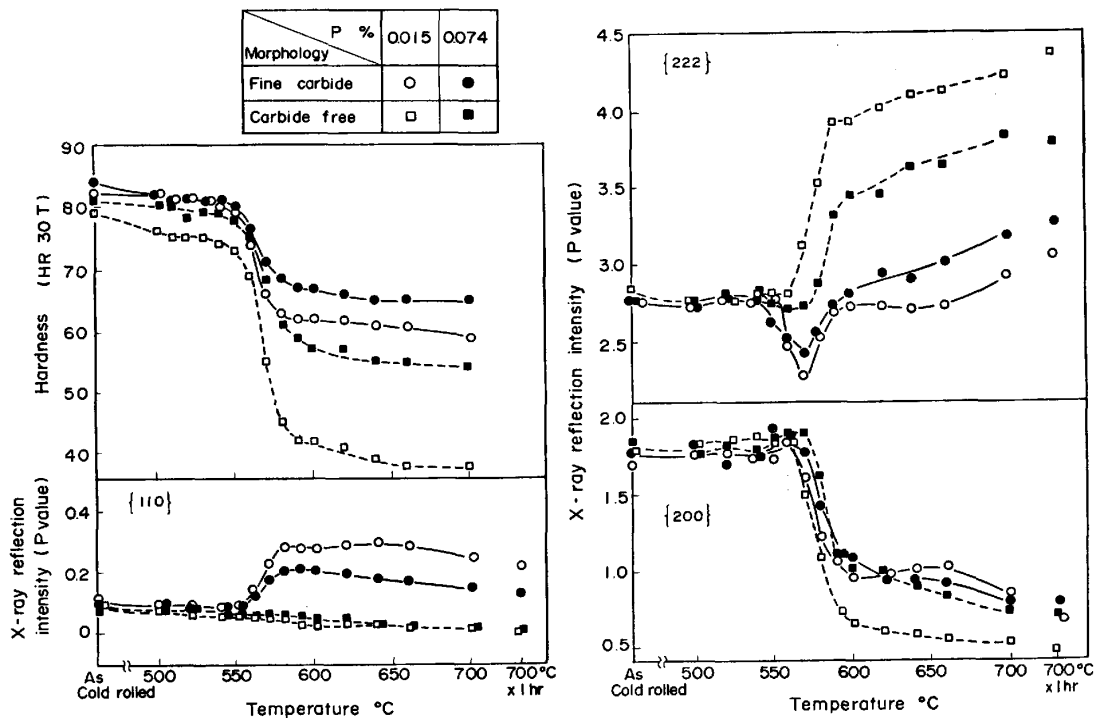 P %
Morphology
0.015
0.074
Fine carbide
Carbide free
Hardness (HR 30 T)
90
80
70
60
50
40
X-ray reflection
intensity (P value)
{110}
0.4
0.2
0
As
Cold rolled
500
550
600
650
700
700°C
x 1 hr
Temperature °C
X-ray reflection intensity (P value)
{222}
4.5
4.0
3.5
3.0
2.5
2.0
1.5
1.0
0.5
{200}
As
Cold rolled
500
550
600
650
700
700°C
x 1 hr
Temperature °C